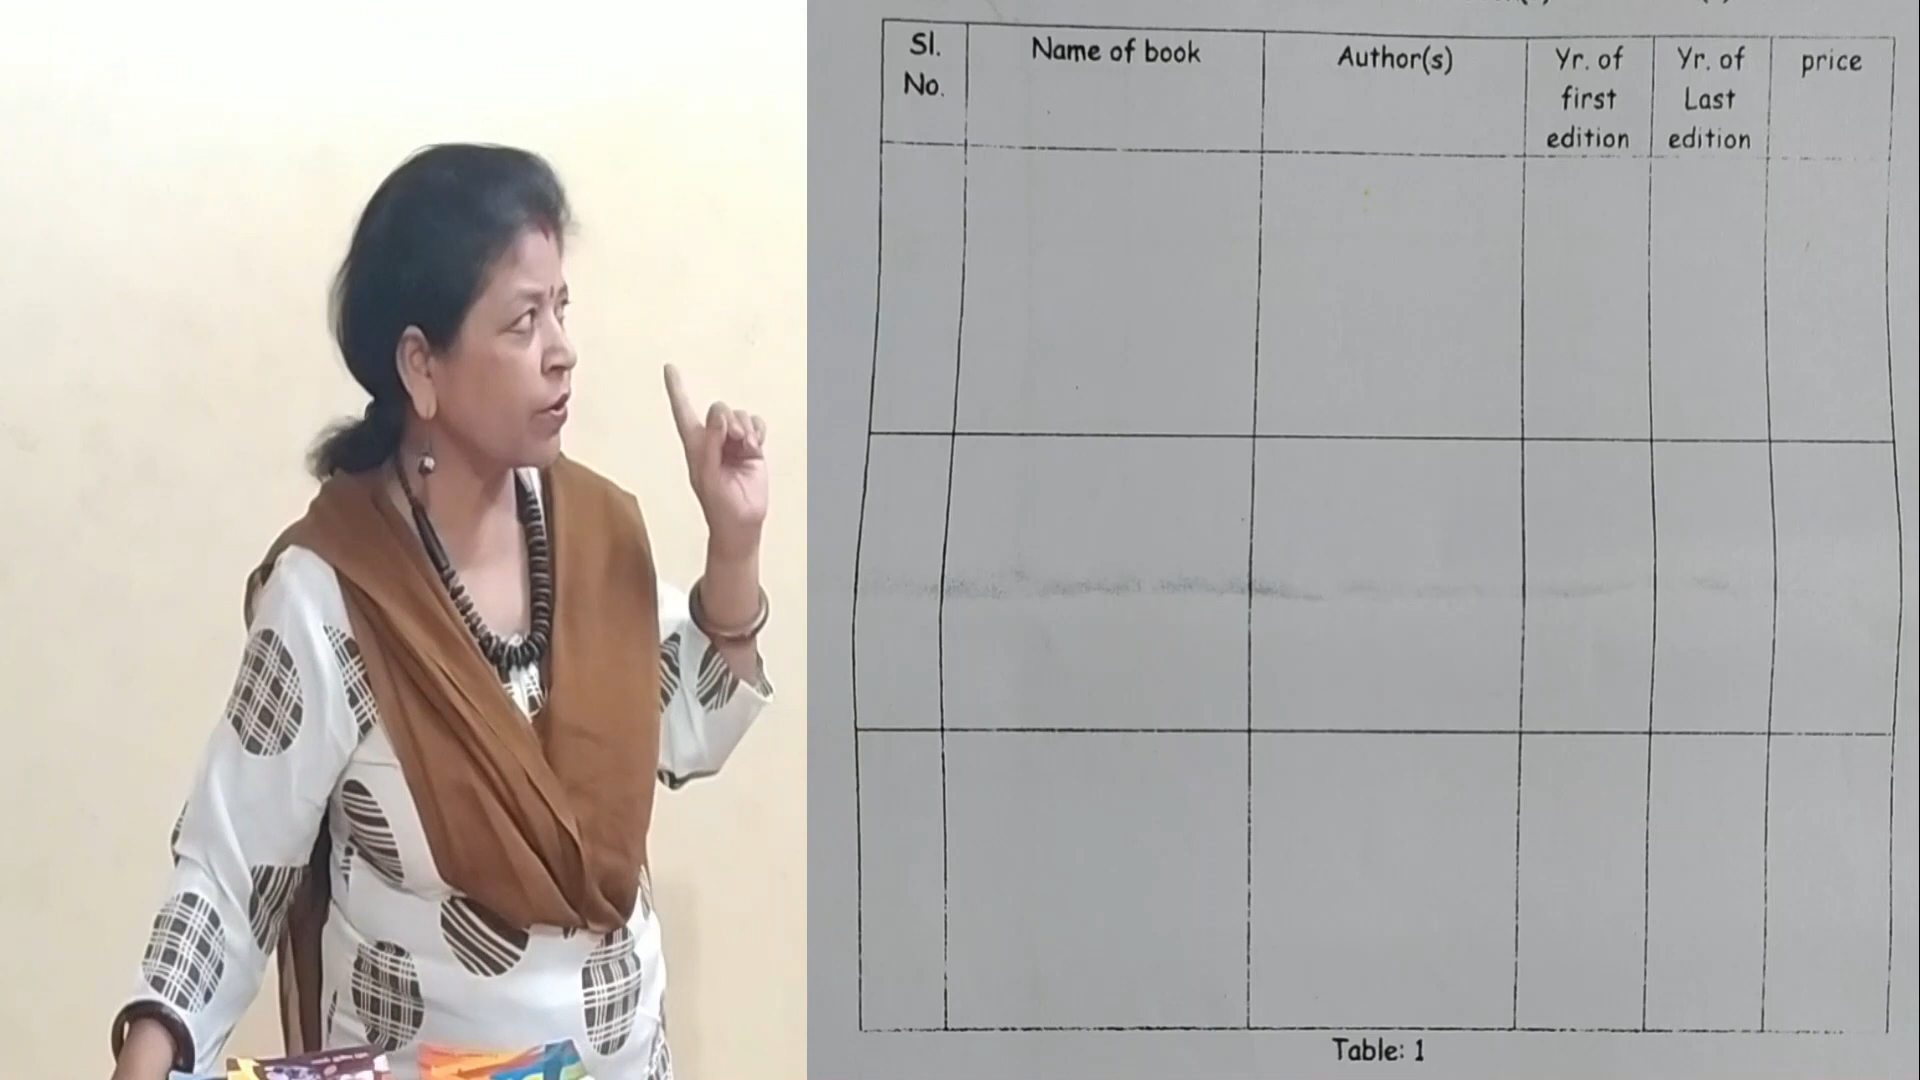 Sl.
No.
Name of book
Author(s)
Yr. of
first
edition
Yr. of
Last
edition
price
Table: 1